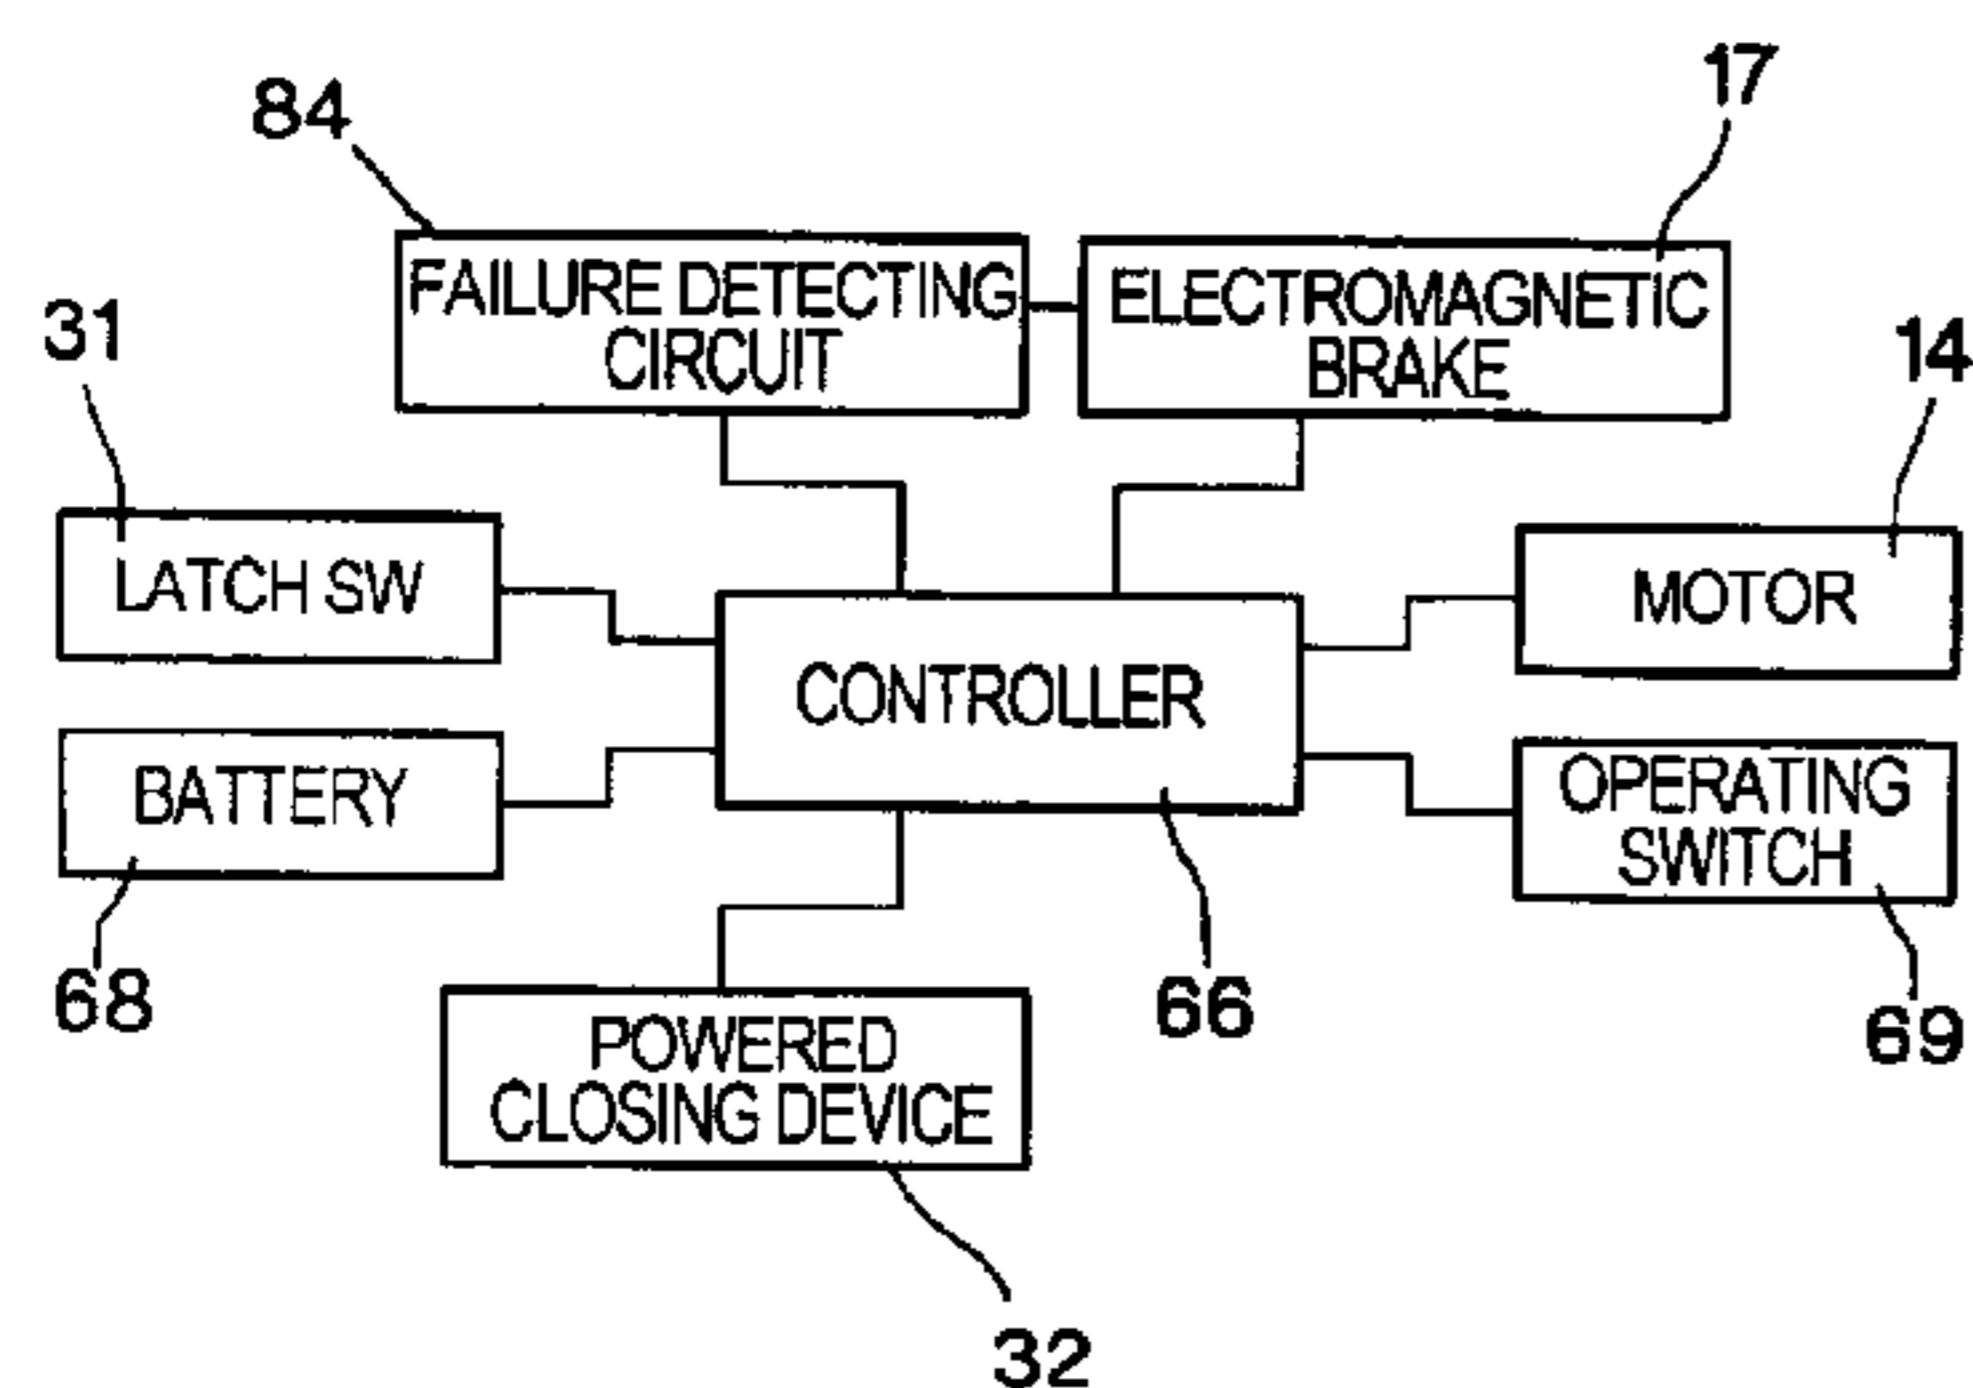 17
84
FAILURE DETECTING
CIRCUIT
ELECTROMAGNETIC
BRAKE
31
14
LATCH SW
MOTOR
CONTROLLER
BATTERY
OPERATING
SWITCH
68
66
69
POWERED
CLOSING DEVICE
32